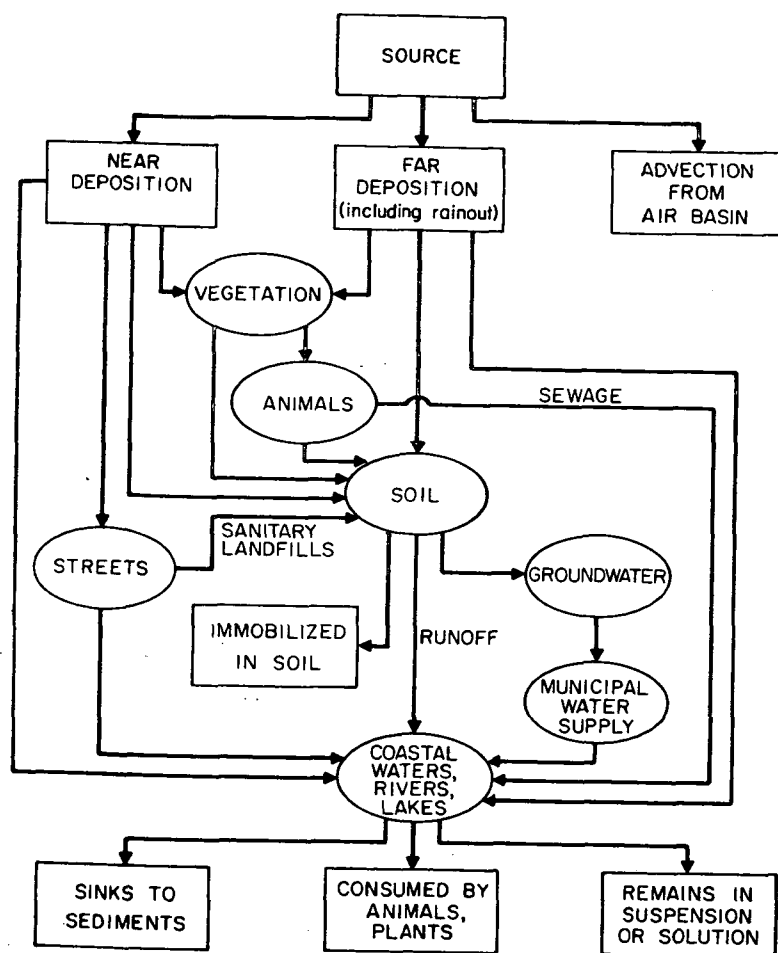 SOURCE
NEAR
DEPOSITION
FAR
DEPOSITION
(including rainout)
ADVECTION
FROM
AIR BASIN
VEGETATION
ANIMALS
SEWAGE
SOIL
SANITARY
LANDFILLS
STREETS
GROUNDWATER
IMMOBILIZED
IN SOIL
RUNOFF
MUNICIPAL
WATER
SUPPLY
COASTAL
WATERS,
RIVERS,
LAKES
SINKS TO
SEDIMENTS
CONSUMED BY
ANIMALS,
PLANTS
REMAINS IN
SUSPENSION
OR SOLUTION